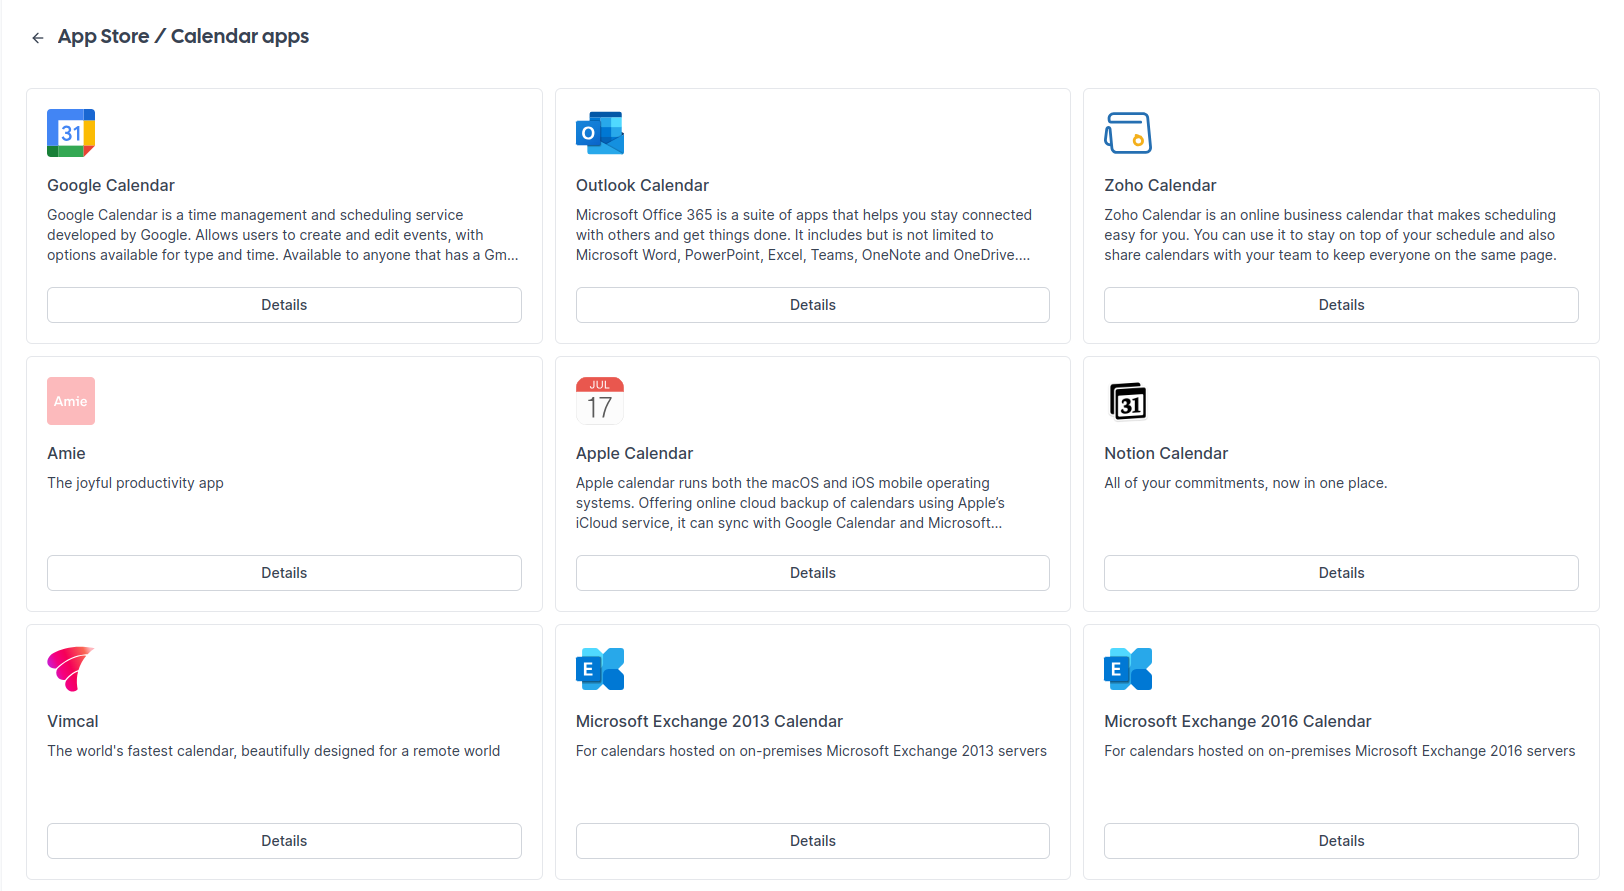 App Store / Calendar apps
31
Google Calendar
Google Calendar is a time management and scheduling service
developed by Google. Allows users to create and edit events, with
options available for type and time. Available to anyone that has a Gm...
Details
O
Outlook Calendar
Microsoft Office 365 is a suite of apps that helps you stay connected
with others and get things done. It includes but is not limited to
Microsoft Word, PowerPoint, Excel, Teams, OneNote and OneDrive....
Details
Zoho Calendar
Zoho Calendar is an online business calendar that makes scheduling
easy for you. You can use it to stay on top of your schedule and also
share calendars with your team to keep everyone on the same page.
Details
Amie
Amie
The joyful productivity app
Details
JUL
17
Apple Calendar
Apple calendar runs both the macOS and iOS mobile operating
systems. Offering online cloud backup of calendars using Apple’s
iCloud service, it can sync with Google Calendar and Microsoft...
Details
31
Notion Calendar
All of your commitments, now in one place.
Details
Vimcal
The world's fastest calendar, beautifully designed for a remote world
Details
E
Microsoft Exchange 2013 Calendar
For calendars hosted on on-premises Microsoft Exchange 2013 servers
Details
E
Microsoft Exchange 2016 Calendar
For calendars hosted on on-premises Microsoft Exchange 2016 servers
Details